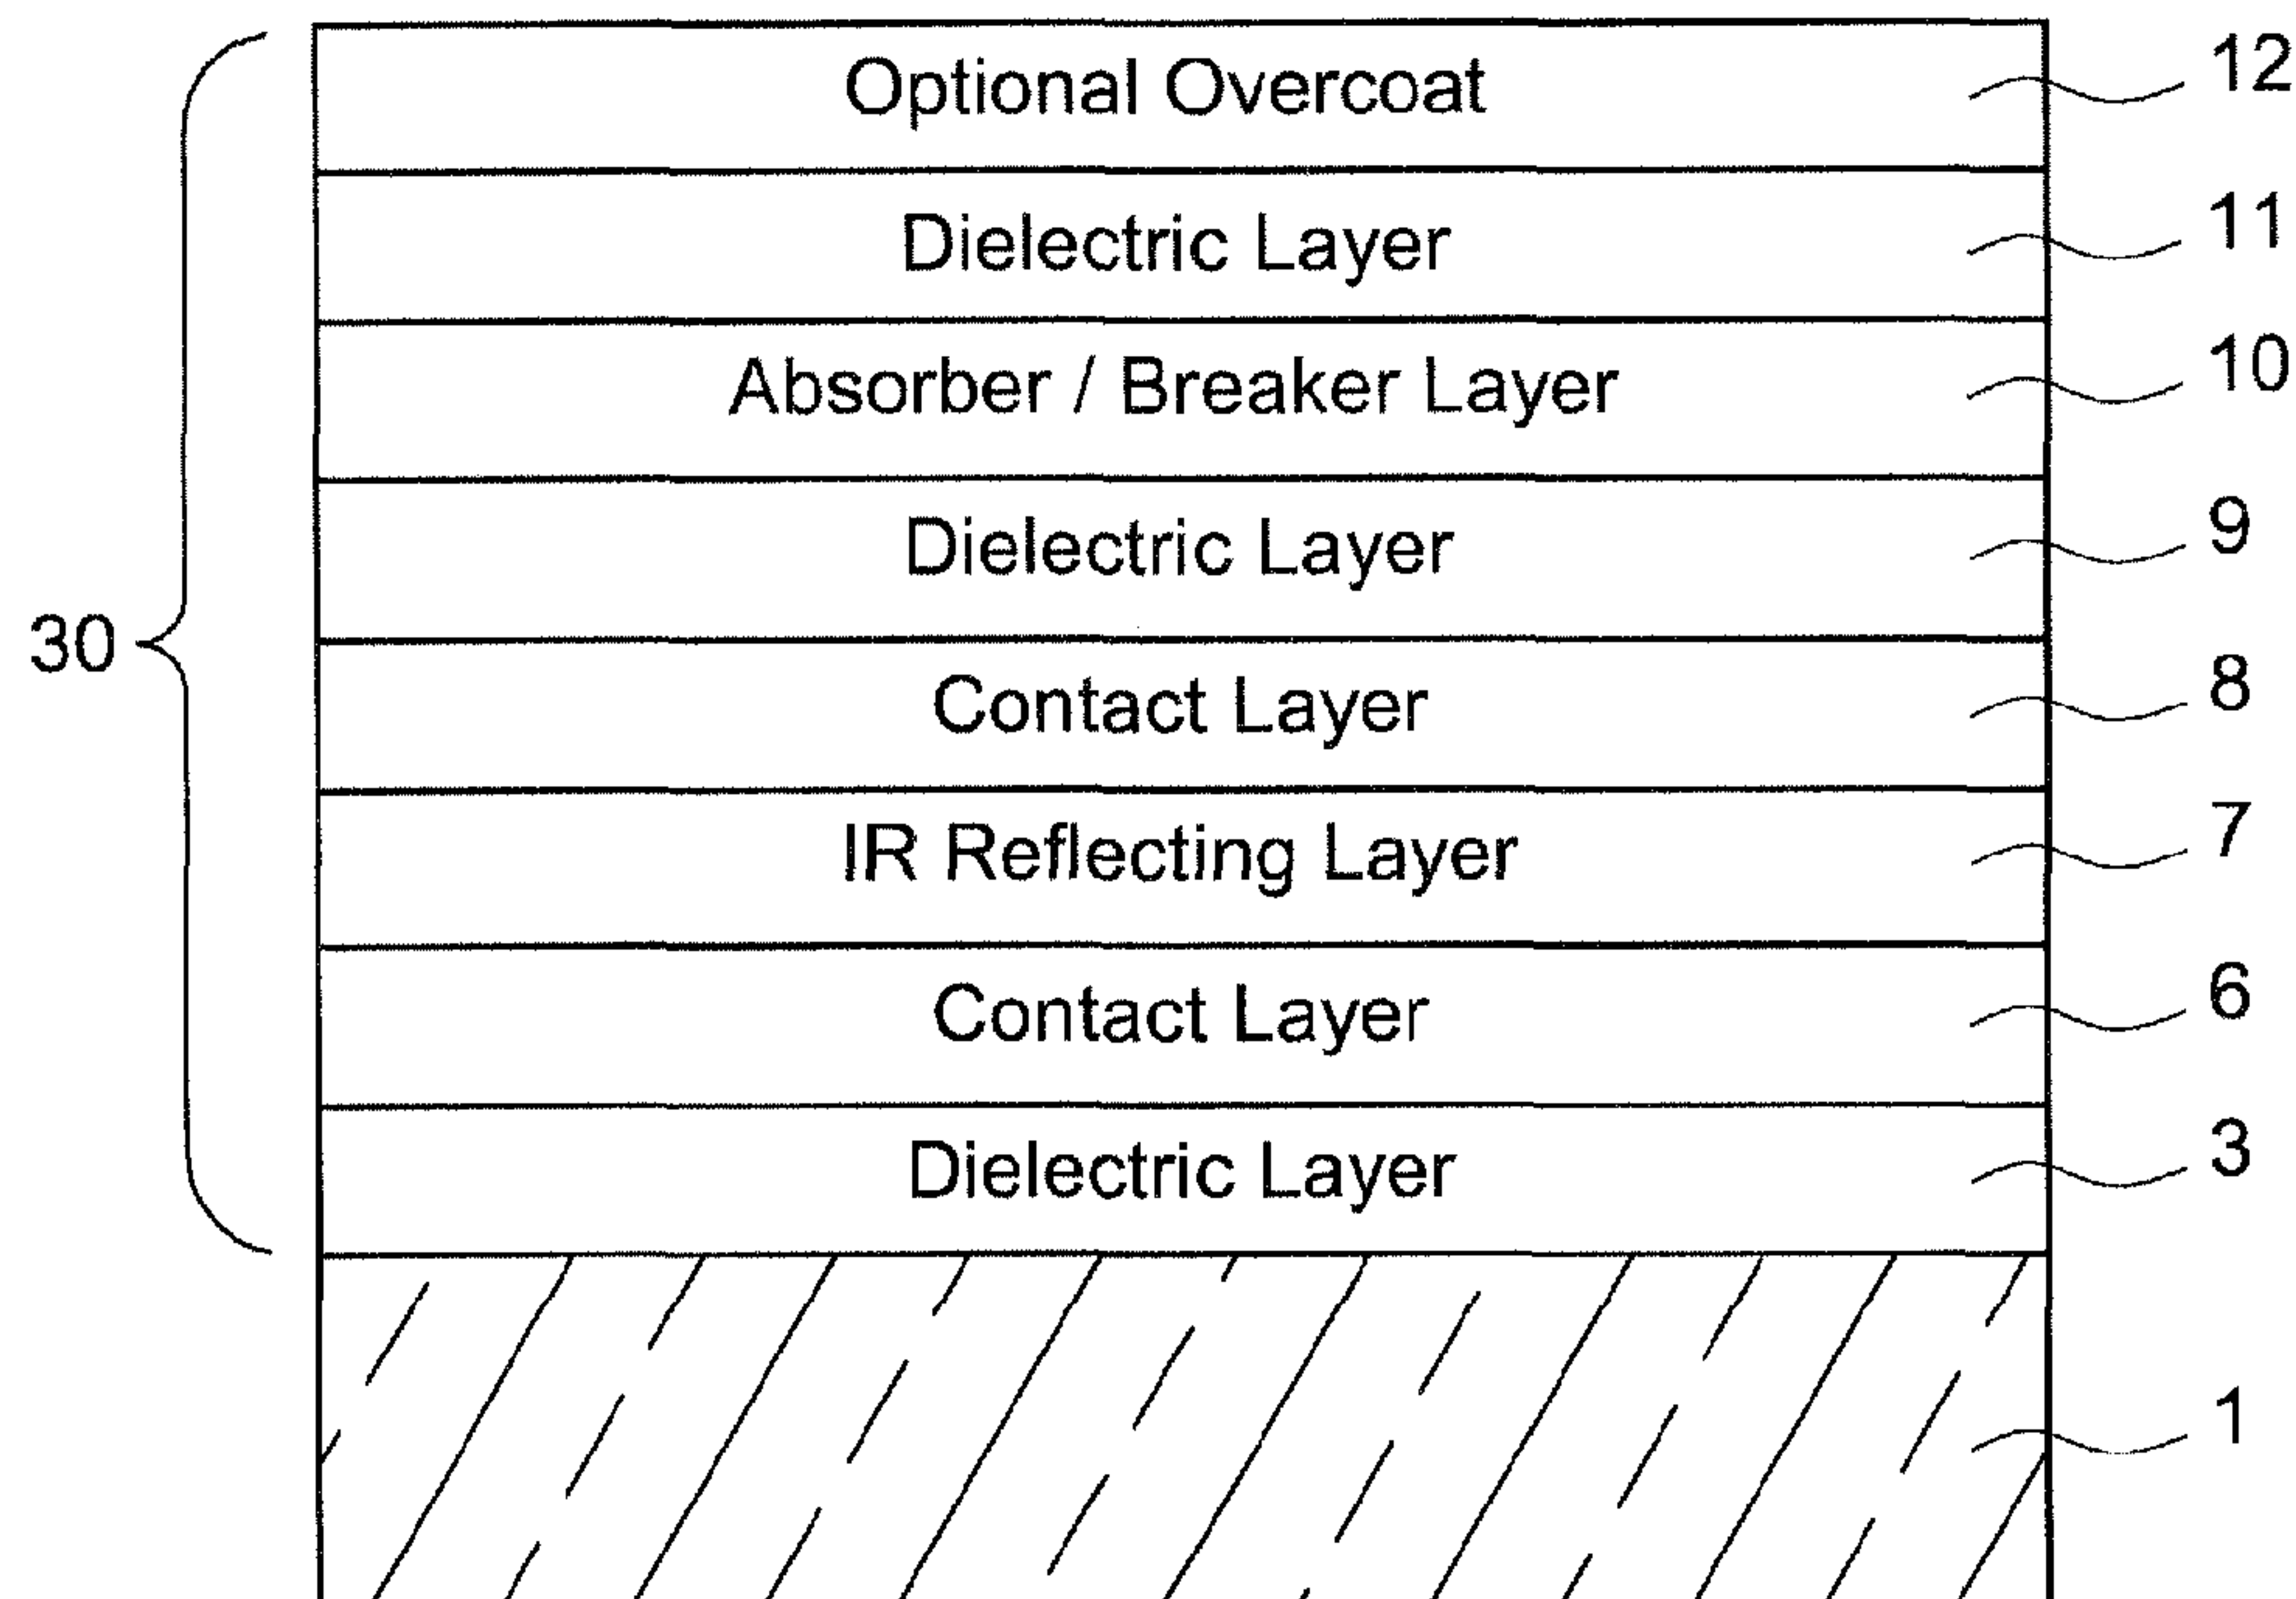 Optional Overcoat 12
Dielectric Layer 11
Absorber / Breaker Layer 10
Dielectric Layer 9
30
Contact Layer 8
IR Reflecting Layer 7
Contact Layer 6
Dielectric Layer 3
1